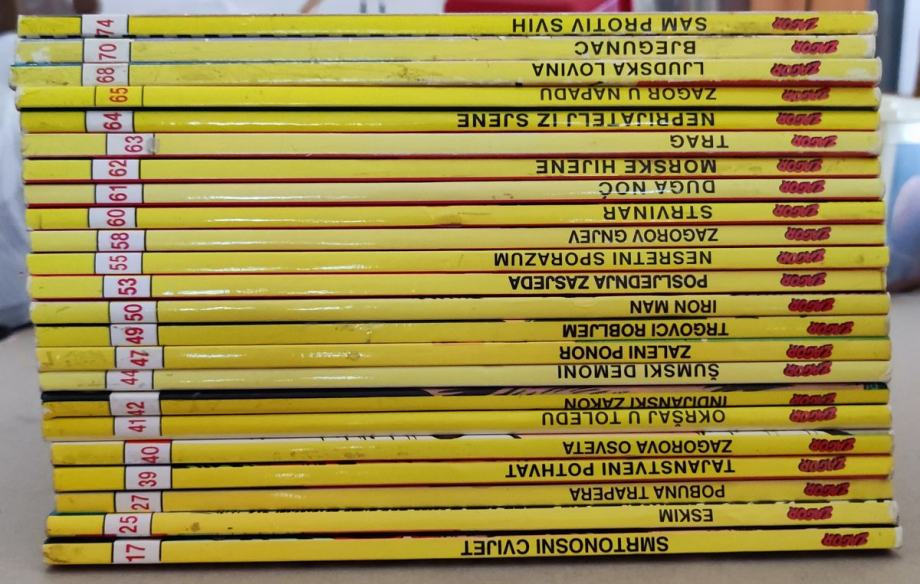 74 SAM PROTIV SVIH ZAGOR
70 BJEGUNAC ZAGOR
68 LJUDSKA LOVINA ZAGOR
65 ZAGOR U NAPADU ZAGOR
64 NEPRIJATELJ IZ SJENE ZAGOR
63 TRAG ZAGOR
62 MORSKE HIJENE ZAGOR
61 DUGA NOĆ ZAGOR
60 STRVINAR ZAGOR
58 ZAGOROV GNJEV ZAGOR
55 NESRETNI SPORAZUM ZAGOR
53 POSLJEDNJA ZASJEDA ZAGOR
50 IRON MAN ZAGOR
49 TRGOVCI ROBLJEM ZAGOR
47 ZALENI PONOR ZAGOR
44 ŠUMSKI DEMONI ZAGOR
42 INDIJANSKI ZAKON ZAGOR
41 OKRŠAJ U TOLEDU ZAGOR
40 ZAGOROVA OSVETA ZAGOR
39 TAJANSTVENI POTHVAT ZAGOR
27 POBUNA TRAPERA ZAGOR
25 ESKIM ZAGOR
17 SMRTONOSNI CVIJET ZAGOR